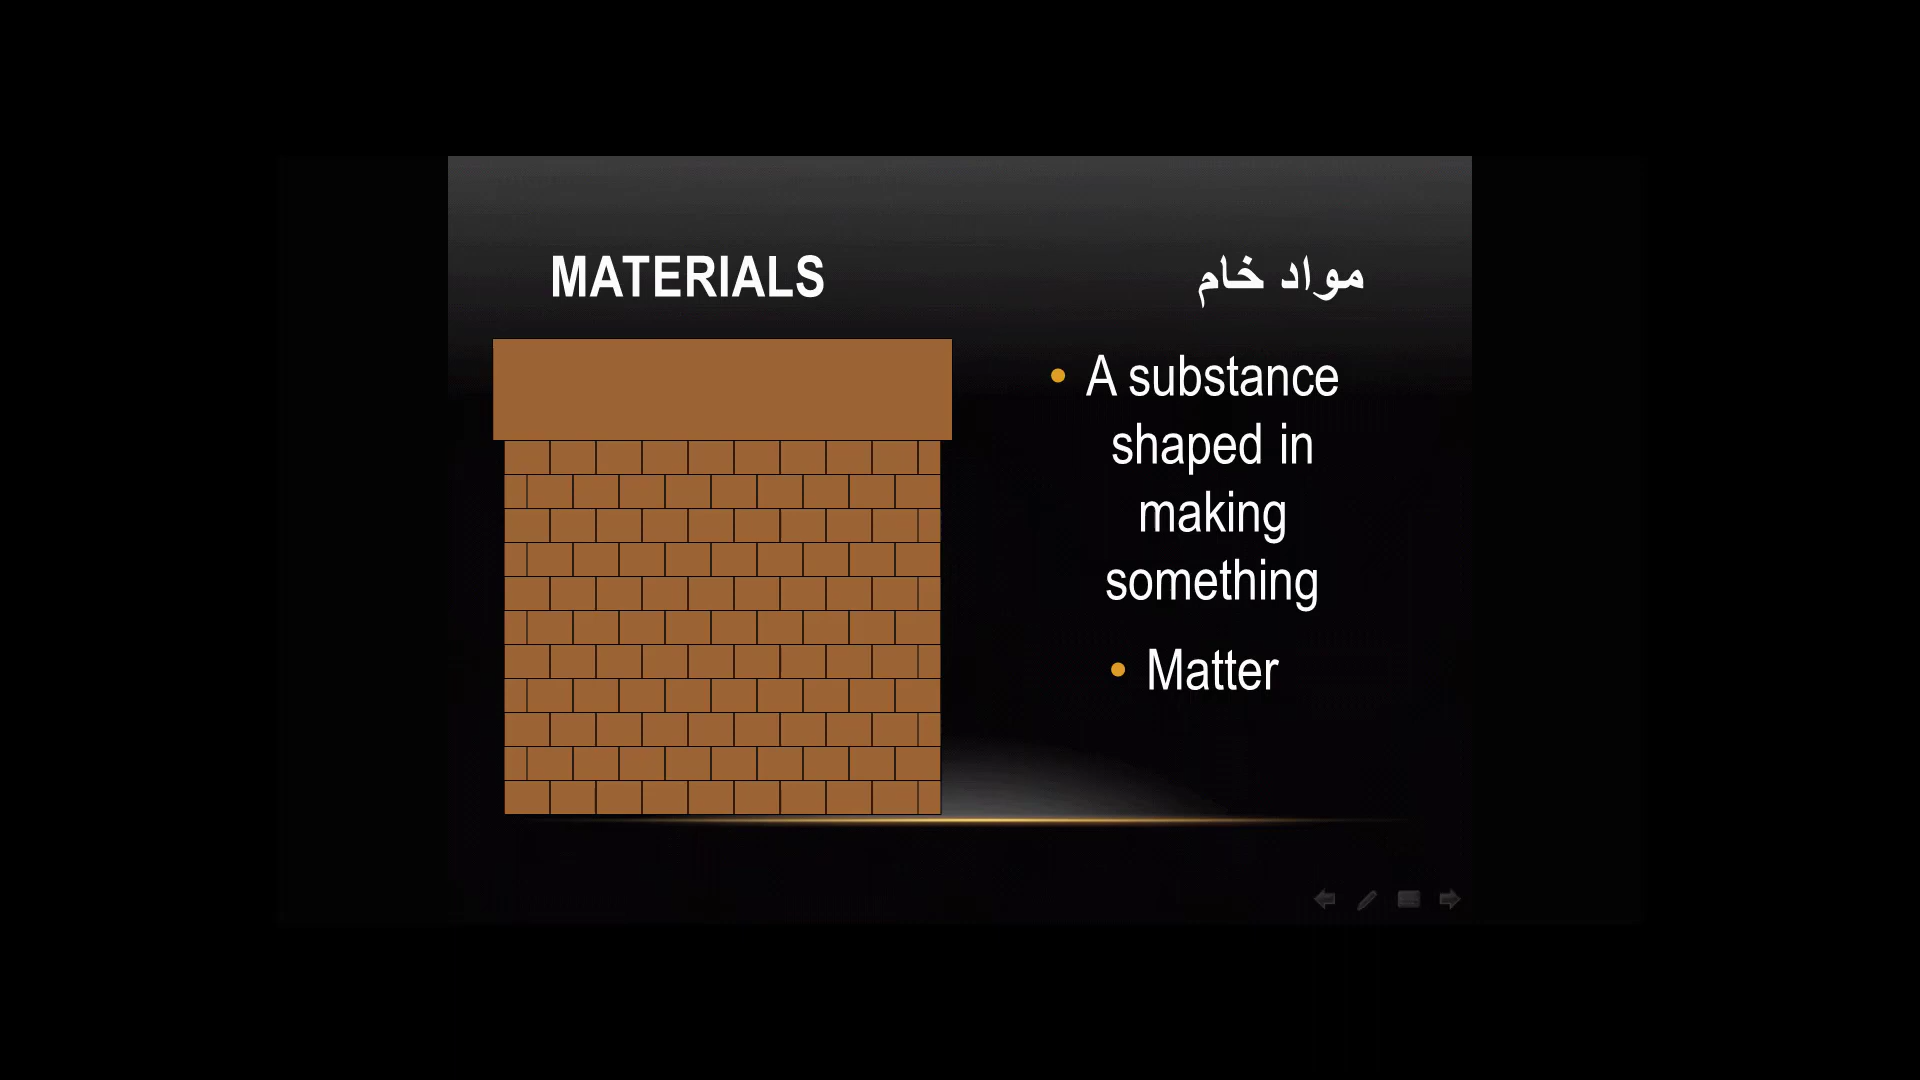 MATERIALS
مواد خام
• A substance
shaped in
making
something
• Matter